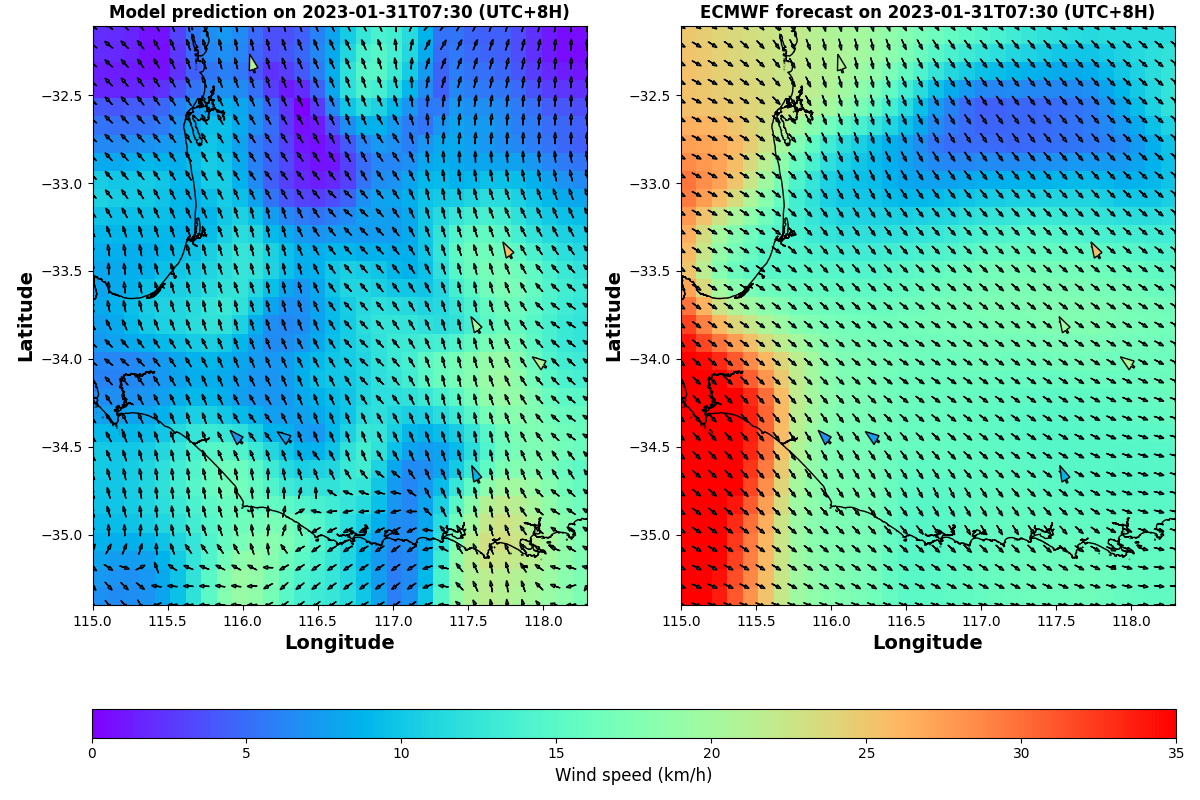 Model prediction on 2023-01-31T07:30 (UTC+8H)
ECMWF forecast on 2023-01-31T07:30 (UTC+8H)
Latitude
−32.5
−33.0
−33.5
−34.0
−34.5
−35.0
115.0 115.5 116.0 116.5 117.0 117.5 118.0
Longitude
Latitude
−32.5
−33.0
−33.5
−34.0
−34.5
−35.0
115.0 115.5 116.0 116.5 117.0 117.5 118.0
Longitude
0 5 10 15 20 25 30 35
Wind speed (km/h)